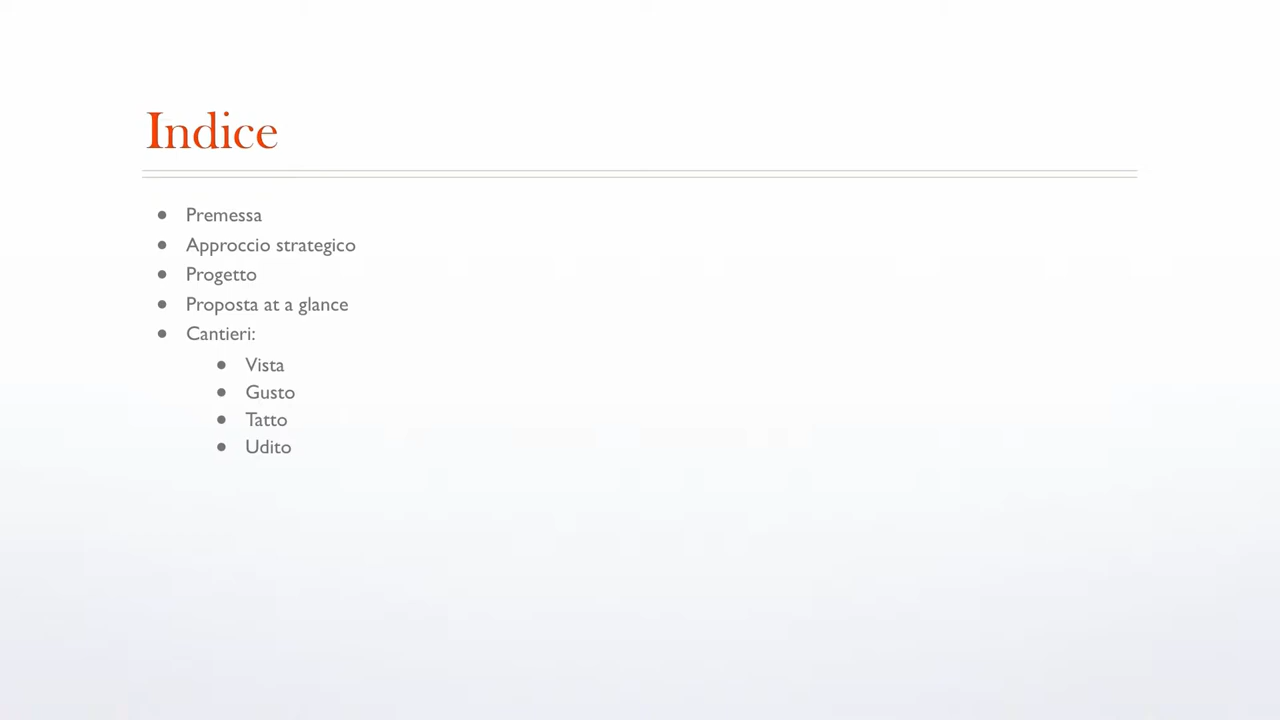 Indice
• Premessa
• Approccio strategico
• Progetto
• Proposta at a glance
• Cantieri:
• Vista
• Gusto
• Tatto
• Udito